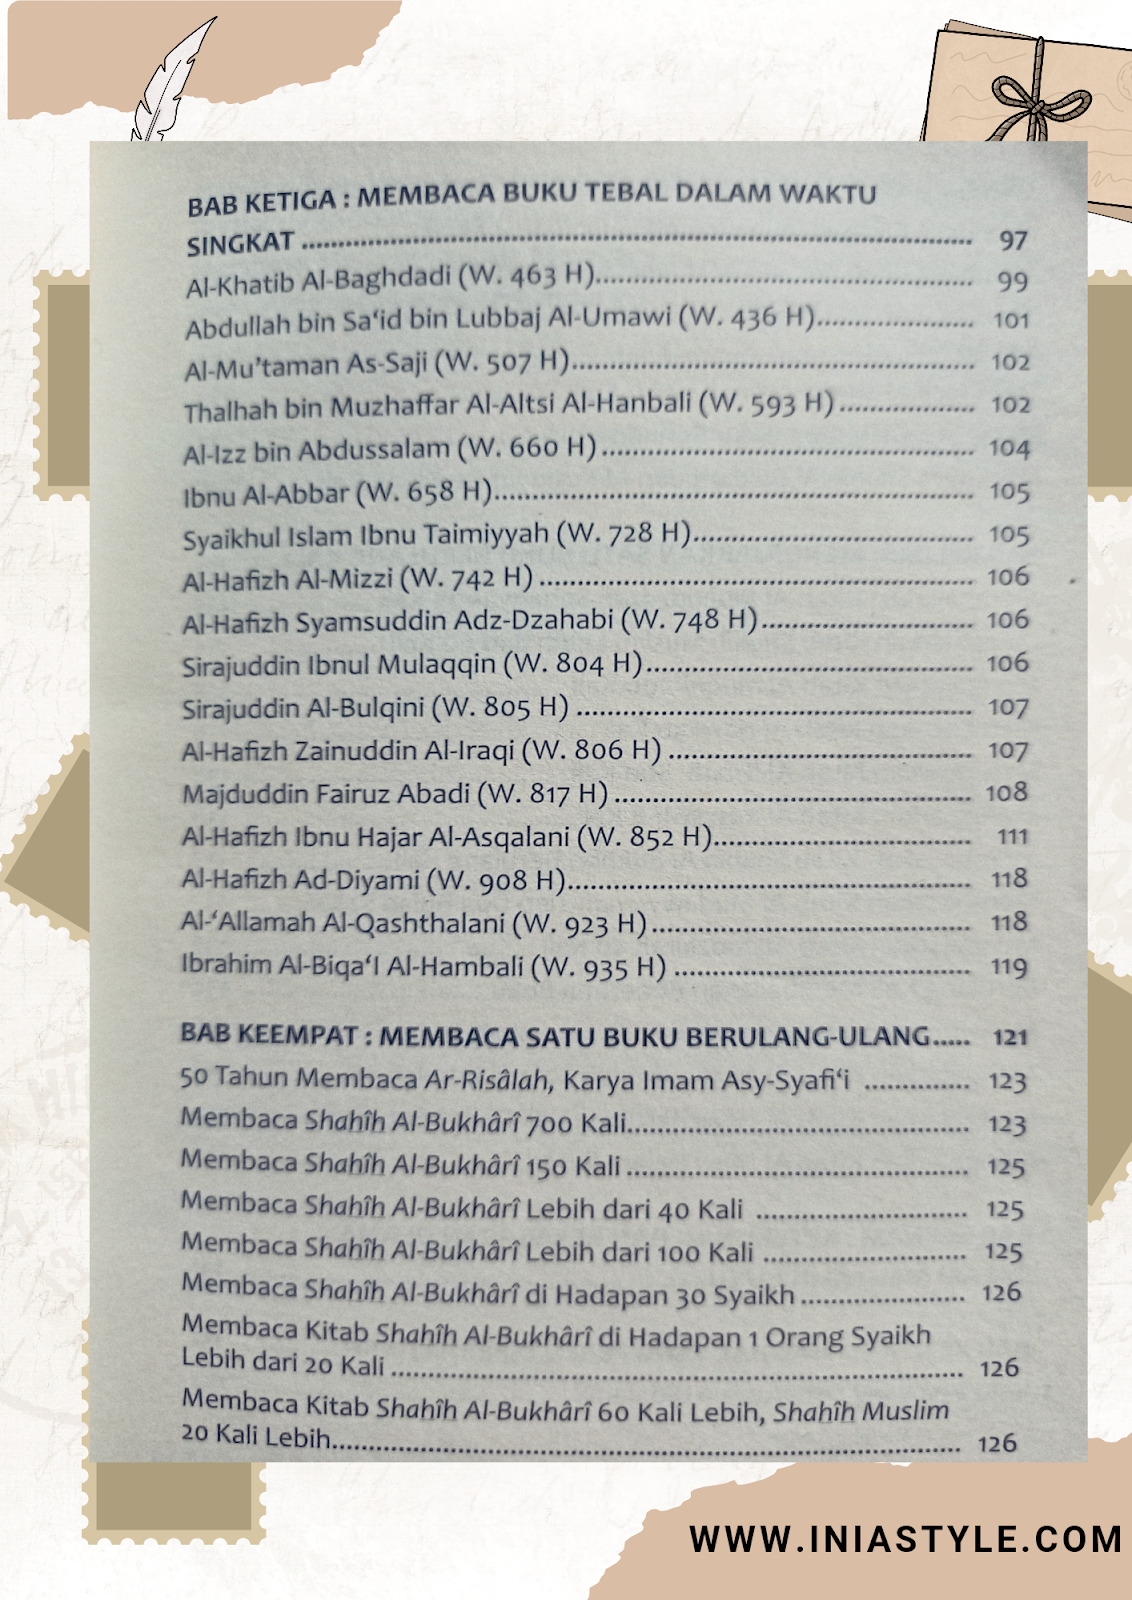 BAB KETIGA : MEMBACA BUKU TEBAL DALAM WAKTU
SINGKAT ........................................................................................ 97
Al-Khatib Al-Baghdadi (W. 463 H)................................................. 99
Abdullah bin Sa‘id bin Lubbaj Al-Umawi (W. 436 H)..................... 101
Al-Mu’taman As-Saji (W. 507 H).................................................... 102
Thalhah bin Muzhaffar Al-Altsi Al-Hanbali (W. 593 H) .................. 102
Al-Izz bin Abdussalam (W. 660 H) ................................................ 104
Ibnu Al-Abbar (W. 658 H).............................................................. 105
Syaikhul Islam Ibnu Taimiyyah (W. 728 H)..................................... 105
Al-Hafizh Al-Mizzi (W. 742 H) ........................................................ 106
Al-Hafizh Syamsuddin Adz-Dzahabi (W. 748 H)............................ 106
Sirajuddin Ibnul Mulaqqin (W. 804 H)........................................... 106
Sirajuddin Al-Bulqini (W. 805 H) ................................................... 107
Al-Hafizh Zainuddin Al-Iraqi (W. 806 H) ....................................... 107
Majduddin Fairuz Abadi (W. 817 H) .............................................. 108
Al-Hafizh Ibnu Hajar Al-Asqalani (W. 852 H).................................. 111
Al-Hafizh Ad-Diyami (W. 908 H)..................................................... 118
Al-‘Allamah Al-Qashthalani (W. 923 H).......................................... 118
Ibrahim Al-Biqa‘I Al-Hambali (W. 935 H) ...................................... 119
BAB KEEMPAT : MEMBACA SATU BUKU BERULANG-ULANG..... 121
50 Tahun Membaca Ar-Risâlah, Karya Imam Asy-Syafi‘i .............. 123
Membaca Shahîh Al-Bukhârî 700 Kali............................................. 123
Membaca Shahîh Al-Bukhârî 150 Kali ............................................. 125
Membaca Shahîh Al-Bukhârî Lebih dari 40 Kali ............................ 125
Membaca Shahîh Al-Bukhârî Lebih dari 100 Kali ........................... 125
Membaca Shahîh Al-Bukhârî di Hadapan 30 Syaikh ...................... 126
Membaca Kitab Shahîh Al-Bukhârî di Hadapan 1 Orang Syaikh
Lebih dari 20 Kali ........................................................................... 126
Membaca Kitab Shahîh Al-Bukhârî 60 Kali Lebih, Shahîh Muslim
20 Kali Lebih................................................................................... 126
WWW.INIASTYLE.COM